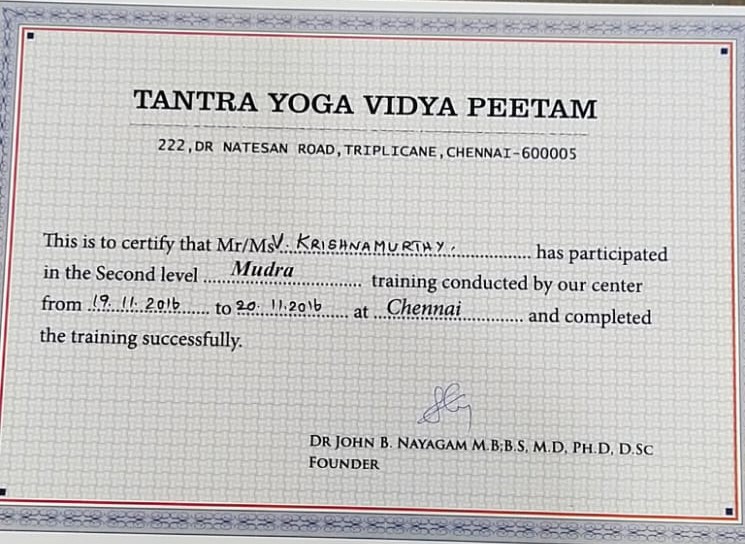 TANTRA YOGA VIDYA PEETAM
222,DR NATESAN ROAD,TRIPLICANE,CHENNAI-600005
This is to certify that Mr/Ms V. KRISHNAMURTHY. has participated
in the Second level Mudra training conducted by our center
from 19.11.2016 to 20.11.2016 at Chennai and completed
the training successfully.
DR JOHN B. NAYAGAM M.B;B.S, M.D, PH.D, D.SC
FOUNDER